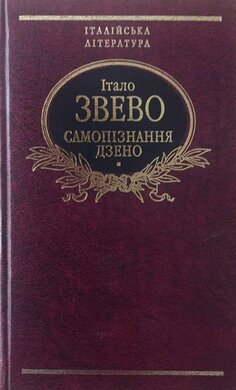 ІТАЛІЙСЬКА
ЛІТЕРАТУРА
Італо
ЗВЕВО
САМОПІЗНАННЯ
ДЗЕНО